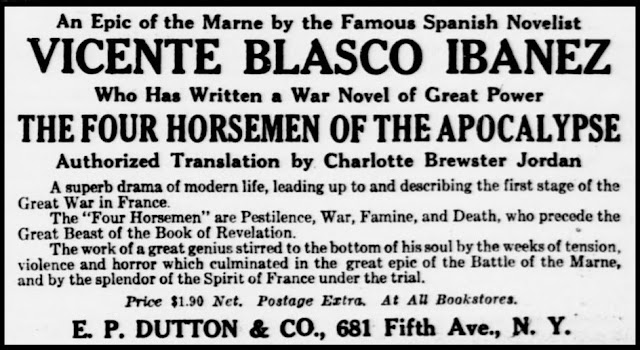 An Epic of the Marne by the Famous Spanish Novelist
VICENTE BLASCO IBANEZ
Who Has Written a War Novel of Great Power
THE FOUR HORSEMEN OF THE APOCALYPSE
Authorized Translation by Charlotte Brewster Jordan
A superb drama of modern life, leading up to and describing the first stage of the
Great War in France.
The "Four Horsemen" are Pestilence, War, Famine, and Death, who precede the
Great Beast of the Book of Revelation.
The work of a great genius stirred to the bottom of his soul by the weeks of tension,
violence and horror which culminated in the great epic of the Battle of the Marne,
and by the splendor of the Spirit of France under the trial.
Price $1.90 Net. Postage Extra. At All Bookstores.
E. P. DUTTON & CO., 681 Fifth Ave., N. Y.